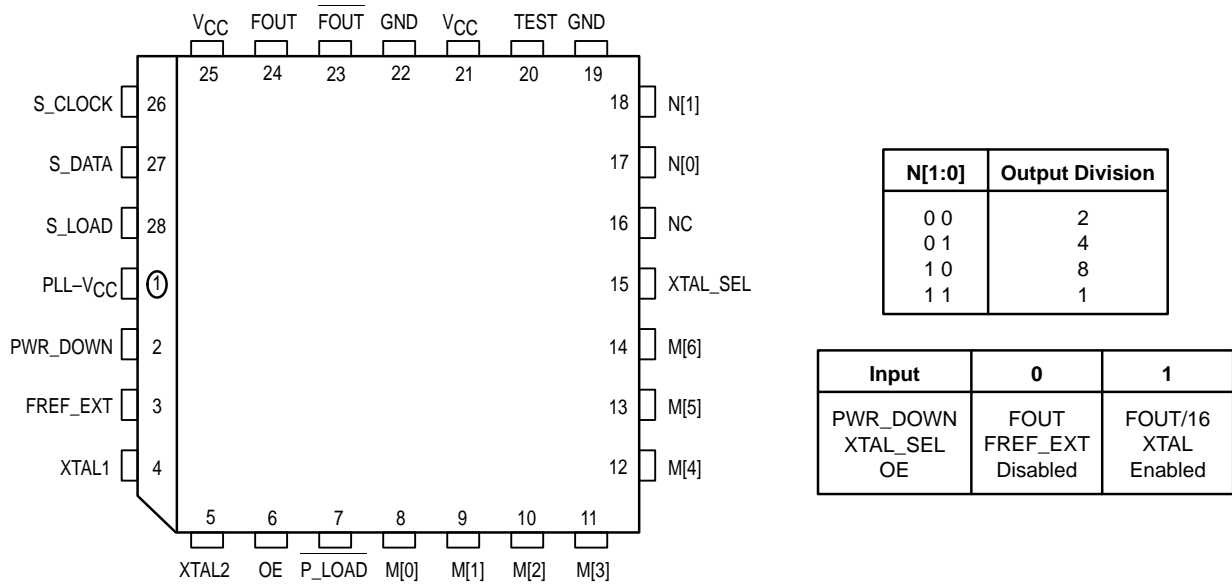 VCC FOUT FOUT GND VCC TEST GND
25 24 23 22 21 20 19
S_CLOCK 26 18 N[1]
S_DATA 27 17 N[0]
S_LOAD 28 16 NC
PLL–VCC 1 15 XTAL_SEL
PWR_DOWN 2 14 M[6]
FREF_EXT 3 13 M[5]
XTAL1 4 12 M[4]
5 6 7 8 9 10 11
XTAL2 OE P_LOAD M[0] M[1] M[2] M[3]
N[1:0] Output Division
0 0 2
0 1 4
1 0 8
1 1 1
Input 0 1
PWR_DOWN FOUT FOUT/16
XTAL_SEL FREF_EXT XTAL
OE Disabled Enabled